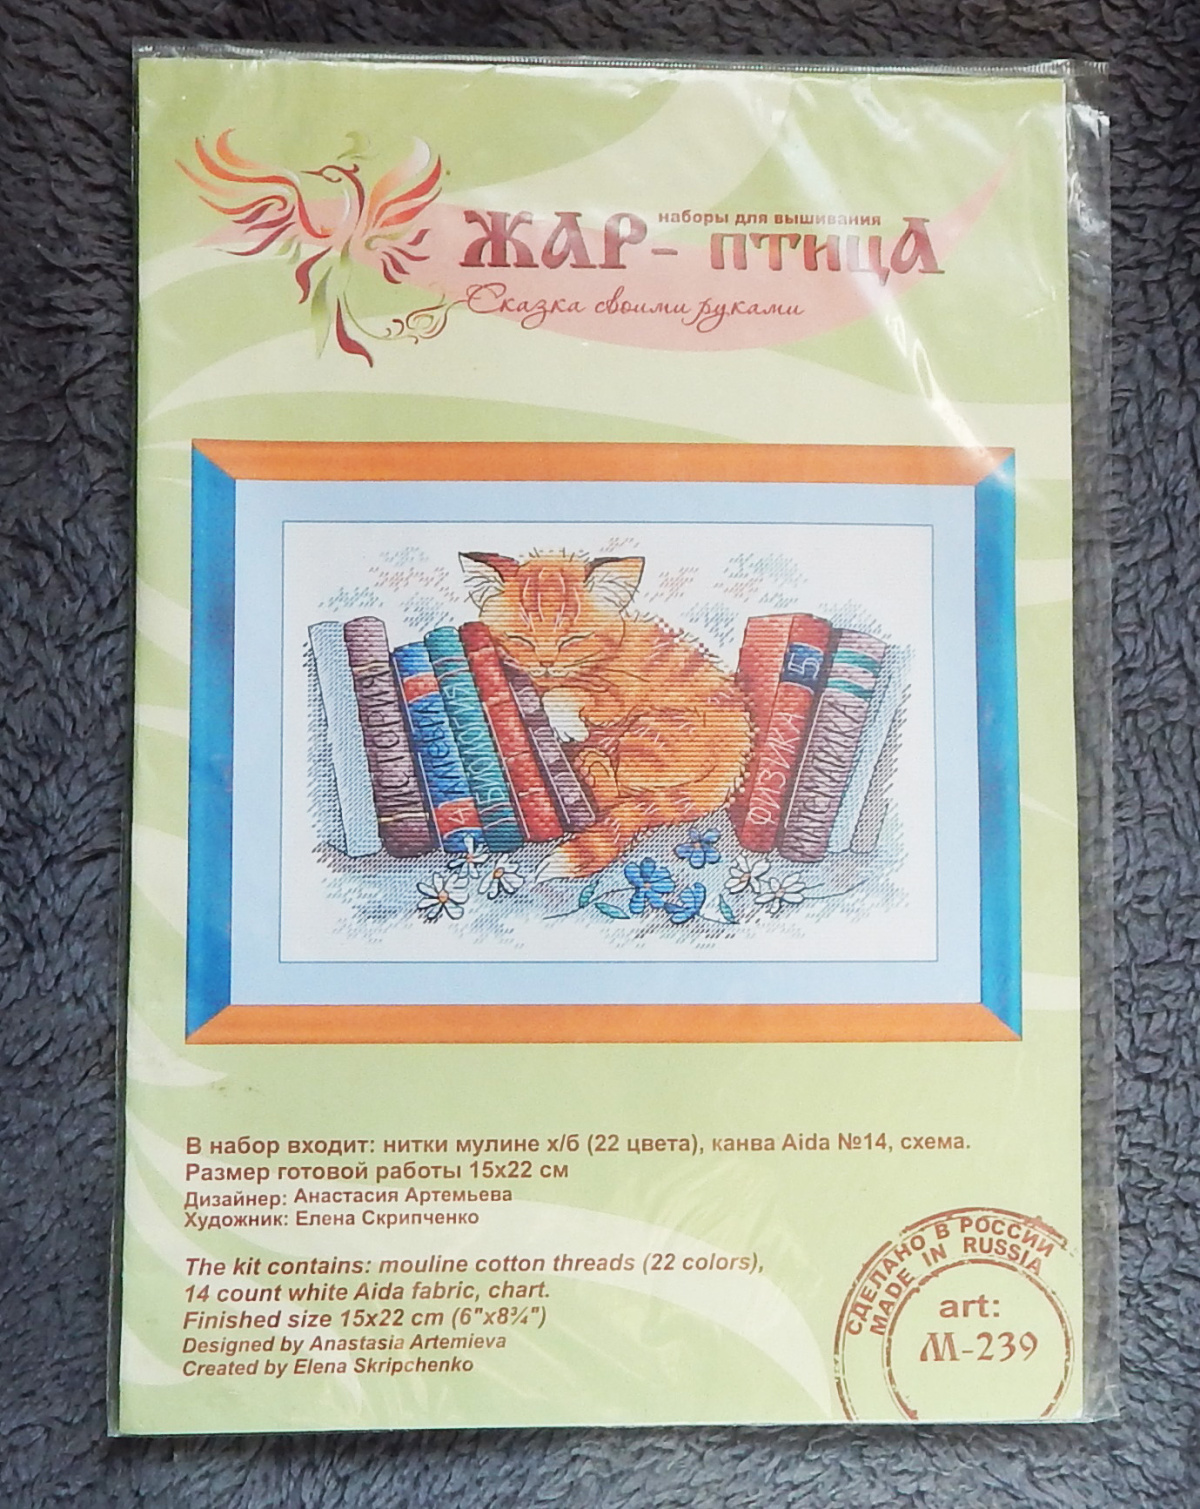 наборы для вышивания
ЖАР-ПТИЦА
Сказка своими руками
ИСТОРИЯ
АЛГЕБРА
4
БИОЛОГИЯ
5
ФИЗИКА
МАТЕМАТИКА
В набор входит: нитки мулине х/б (22 цвета), канва Aida №14, схема.
Размер готовой работы 15x22 см
Дизайнер: Анастасия Артемьева
Художник: Елена Скрипченко
The kit contains: mouline cotton threads (22 colors),
14 count white Aida fabric, chart.
Finished size 15x22 cm (6"x8¾")
Designed by Anastasia Artemieva
Created by Elena Skripchenko
СДЕЛАНО В РОССИИ
MADE IN RUSSIA
art:
М-239